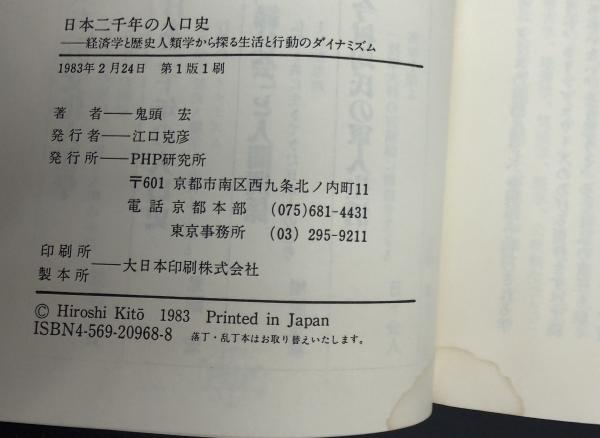 日本二千年の人口史
――経済学と歴史人類学から探る生活と行動のダイナミズム
1983年2月24日 第1版1刷
著 者――鬼頭 宏
発行者――江口克彦
発行所――PHP研究所
〒601 京都市南区西九条北ノ内町11
電話 京都本部 (075)681-4431
東京事務所 (03) 295-9211
印刷所
製本所――大日本印刷株式会社
© Hiroshi Kitō 1983 Printed in Japan
ISBN4-569-20968-8 落丁・乱丁本はお取り替えいたします。